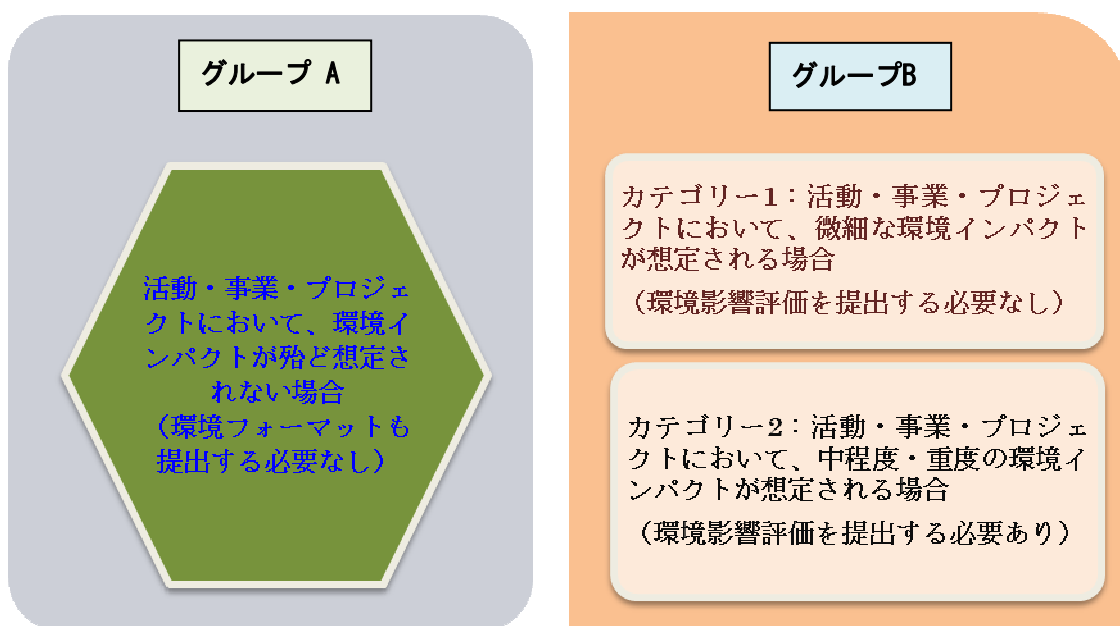 グループ A
活動・事業・プロジェ
クトにおいて、環境イ
ンパクトが殆ど想定さ
れない場合
（環境フォーマットも
提出する必要なし）
グループB
カテゴリー1：活動・事業・プロジェ
クトにおいて、微細な環境インパクト
が想定される場合
（環境影響評価を提出する必要なし）
カテゴリー2：活動・事業・プロジェ
クトにおいて、中程度・重度の環境イ
ンパクトが想定される場合
（環境影響評価を提出する必要あり）